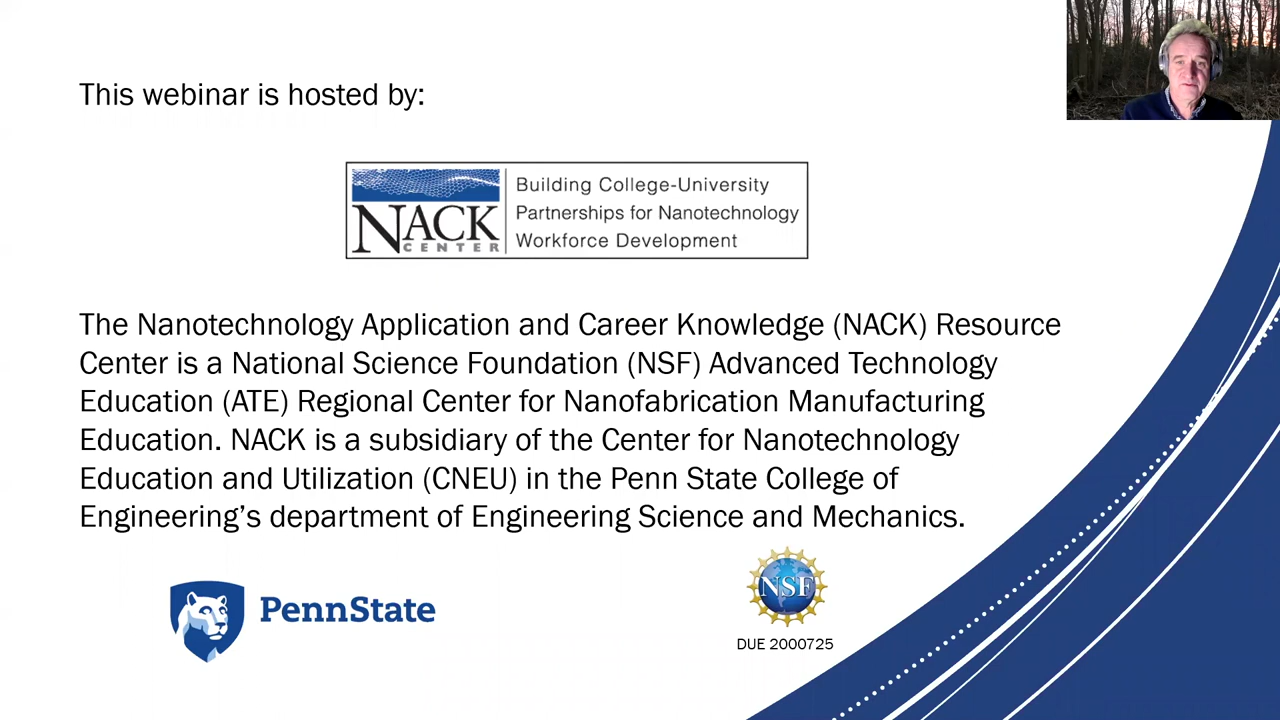 This webinar is hosted by:
NACK
CENTER
Building College-University
Partnerships for Nanotechnology
Workforce Development
The Nanotechnology Application and Career Knowledge (NACK) Resource
Center is a National Science Foundation (NSF) Advanced Technology
Education (ATE) Regional Center for Nanofabrication Manufacturing
Education. NACK is a subsidiary of the Center for Nanotechnology
Education and Utilization (CNEU) in the Penn State College of
Engineering’s department of Engineering Science and Mechanics.
PennState
NSF
DUE 2000725